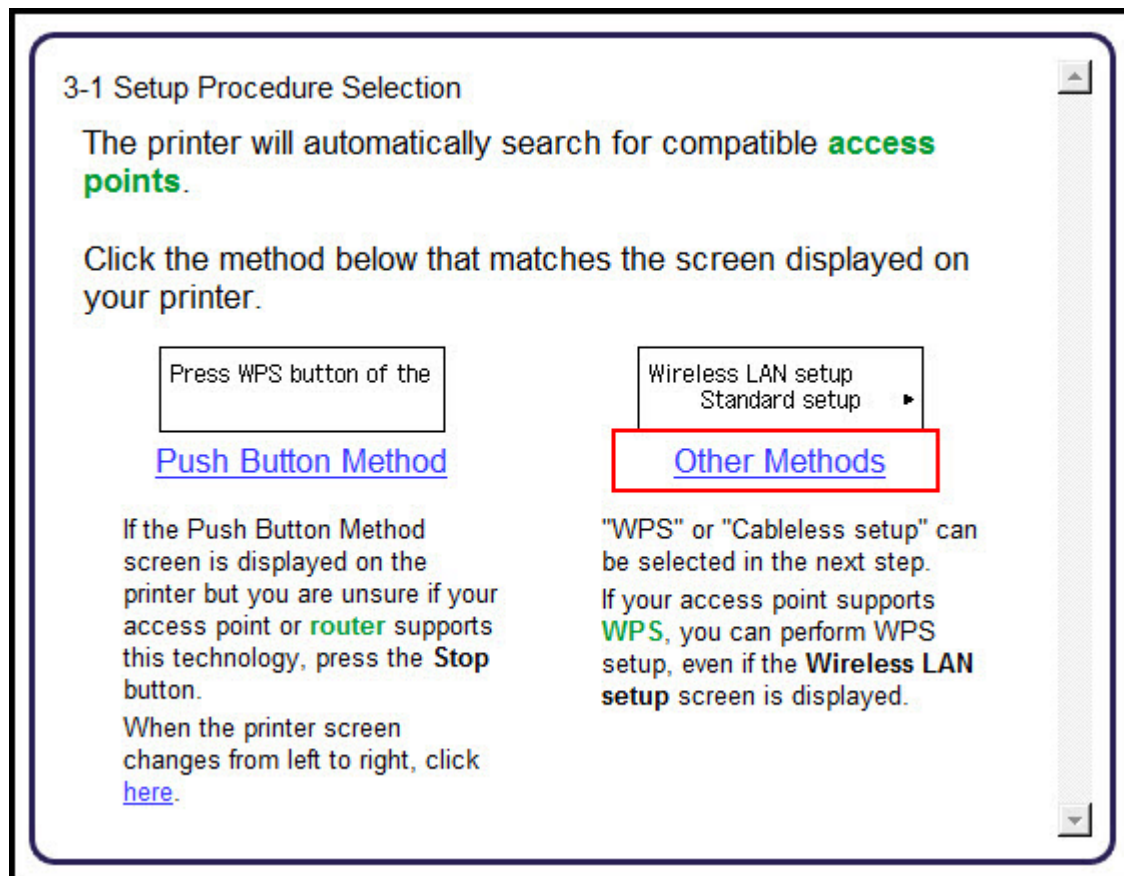 3-1 Setup Procedure Selection
The printer will automatically search for compatible access
points.
Click the method below that matches the screen displayed on
your printer.
Press WPS button of the
Push Button Method
If the Push Button Method
screen is displayed on the
printer but you are unsure if your
access point or router supports
this technology, press the Stop
button.
When the printer screen
changes from left to right, click
here.
Wireless LAN setup
Standard setup
Other Methods
"WPS" or "Cableless setup" can
be selected in the next step.
If your access point supports
WPS, you can perform WPS
setup, even if the Wireless LAN
setup screen is displayed.